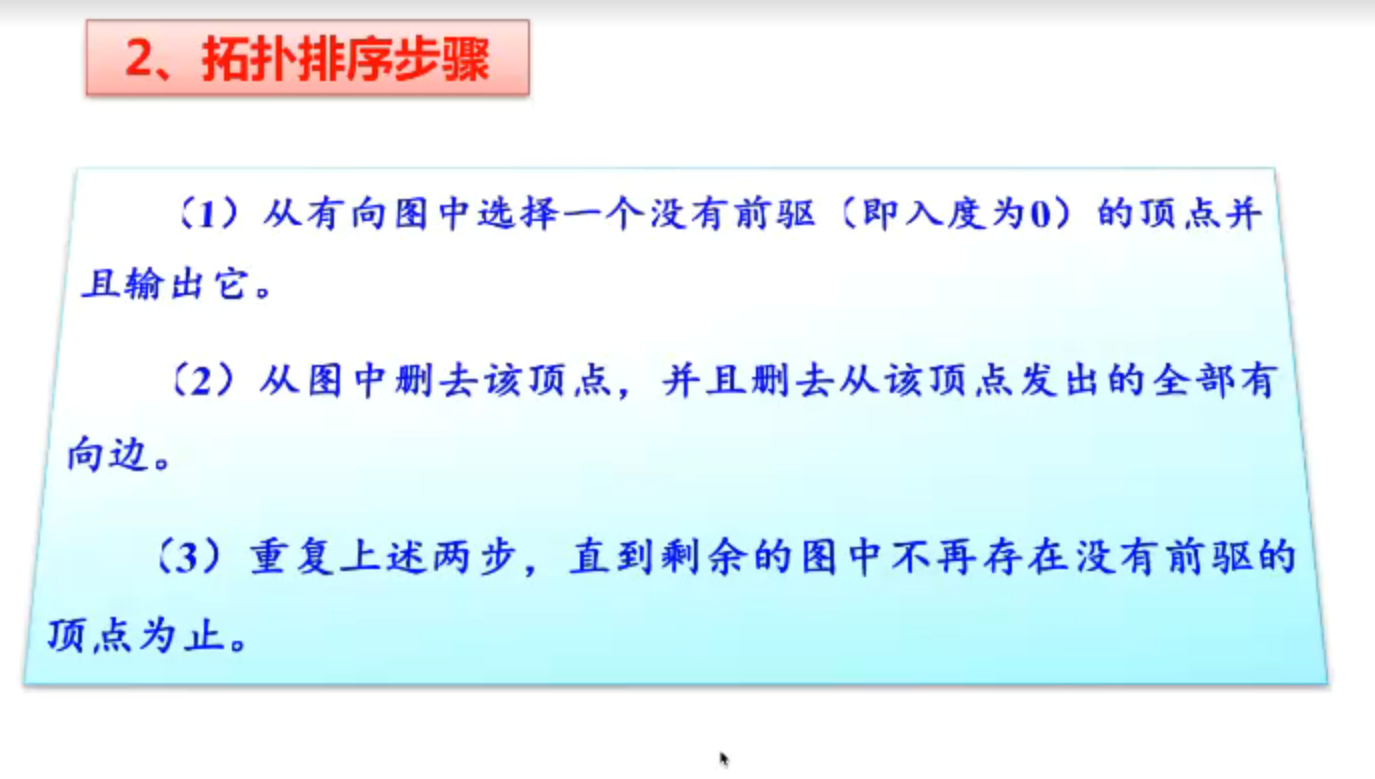 2、拓扑排序步骤
（1）从有向图中选择一个没有前驱（即入度为0）的顶点并
且输出它。
（2）从图中删去该顶点，并且删去从该顶点发出的全部有
向边。
（3）重复上述两步，直到剩余的图中不再存在没有前驱的
顶点为止。